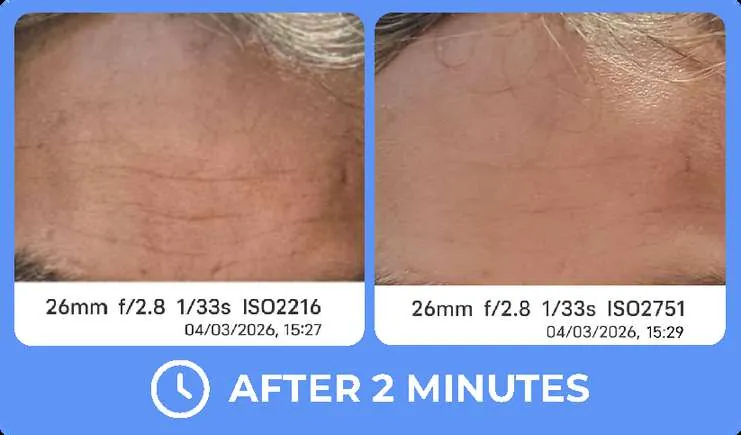 26mm f/2.8 1/33s ISO2216
04/03/2026, 15:27
26mm f/2.8 1/33s ISO2751
04/03/2026, 15:29
AFTER 2 MINUTES